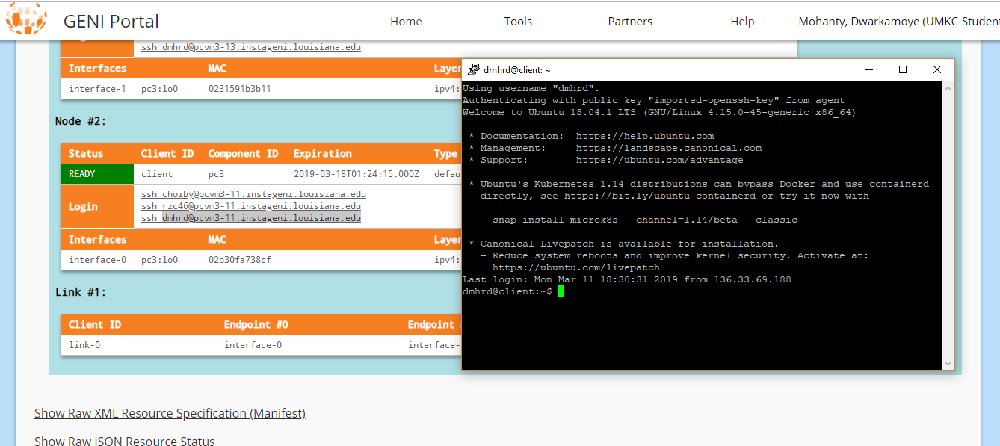 GENI Portal
Home Tools Partners Help Mohanty, Dwarkamoye (UMKC-Student
ssh dmhrd@pcvm3-13.instageni.louisiana.edu
Interfaces MAC Layer
interface-1 pc3:lo0 0231591b3b11 ipv4:
Node #2:
Status Client ID Component ID Expiration Type
READY client pc3 2019-03-18T01:24:15.000Z defau
Login
ssh choiby@pcvm3-11.instageni.louisiana.edu
ssh rzc46@pcvm3-11.instageni.louisiana.edu
ssh dmhrd@pcvm3-11.instageni.louisiana.edu
Interfaces MAC Layer
interface-0 pc3:lo0 02b30fa738cf ipv4:
Link #1:
Client ID Endpoint #0 Endpoint
link-0 interface-0 interface-
Show Raw XML Resource Specification (Manifest)
Show Raw JSON Resource Status
dmhrd@client: ~
Using username "dmhrd".
Authenticating with public key "imported-openssh-key" from agent
Welcome to Ubuntu 18.04.1 LTS (GNU/Linux 4.15.0-45-generic x86_64)
* Documentation: https://help.ubuntu.com
* Management: https://landscape.canonical.com
* Support: https://ubuntu.com/advantage
* Ubuntu's Kubernetes 1.14 distributions can bypass Docker and use containerd
directly, see https://bit.ly/ubuntu-containerd or try it now with
snap install microk8s --channel=1.14/beta --classic
* Canonical Livepatch is available for installation.
- Reduce system reboots and improve kernel security. Activate at:
https://ubuntu.com/livepatch
Last login: Mon Mar 11 18:30:31 2019 from 136.33.69.188
dmhrd@client:~$